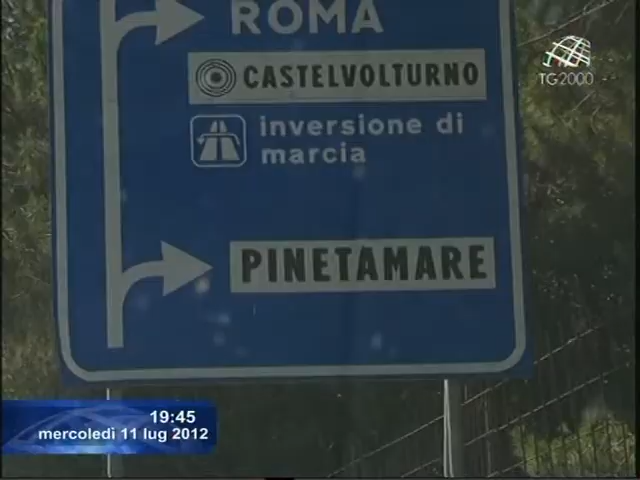 ROMA
TG2000
CASTELVOLTURNO
inversione di
marcia
PINETAMARE
19:45
mercoledì 11 lug 2012